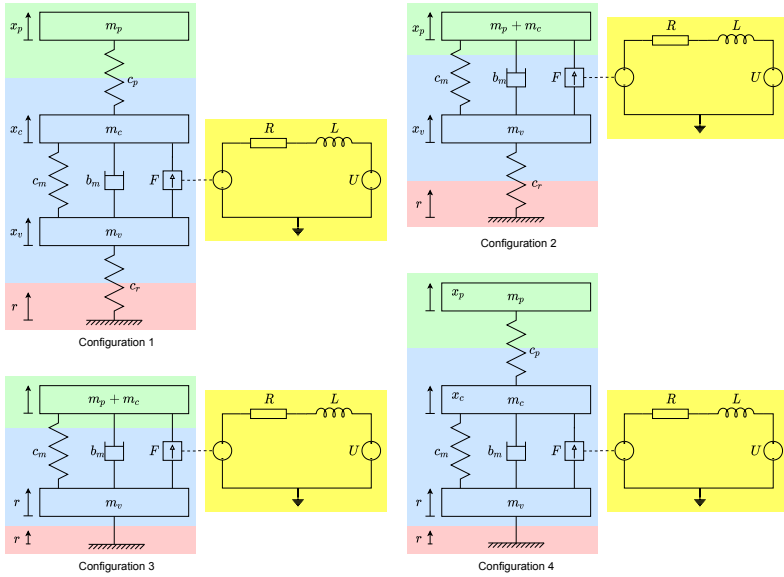 x_p
m_p
c_p
x_c
m_c
R
L
c_m
b_m
F
U
x_v
m_v
c_r
r
Configuration 1
x_p
m_p + m_c
R
L
c_m
b_m
F
U
x_v
m_v
c_r
r
Configuration 2
m_p + m_c
R
L
c_m
b_m
F
U
r
m_v
r
Configuration 3
x_p
m_p
c_p
x_c
m_c
R
L
c_m
b_m
F
U
r
m_v
r
Configuration 4